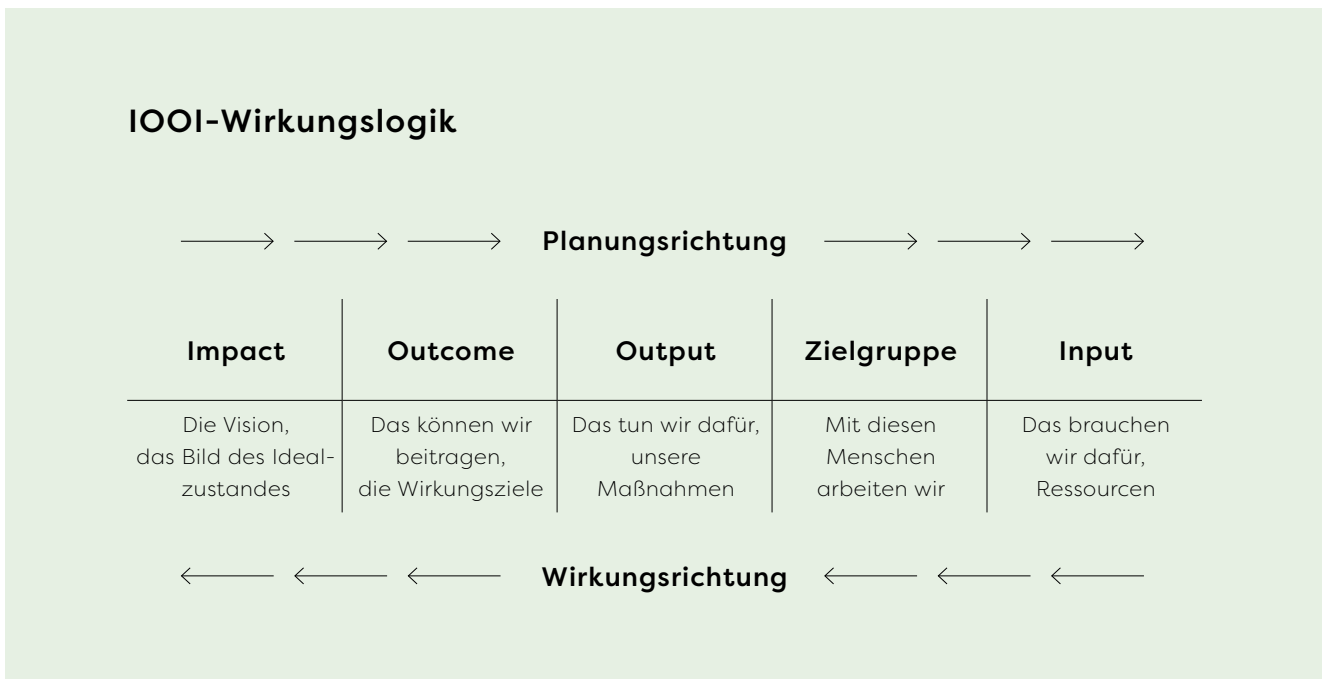 IOOI-Wirkungslogik
Planungsrichtung
Impact
Outcome
Output
Zielgruppe
Input
Die Vision,
das Bild des Ideal-
zustandes
Das können wir
beitragen,
die Wirkungsziele
Das tun wir dafür,
unsere
Maßnahmen
Mit diesen
Menschen
arbeiten wir
Das brauchen
wir dafür,
Ressourcen
Wirkungsrichtung